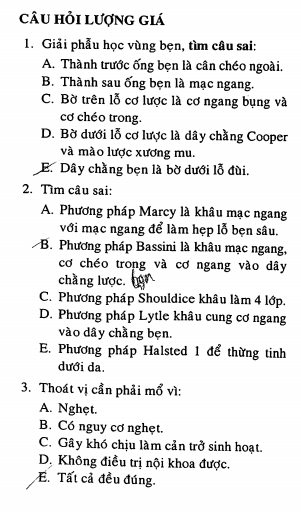 CÂU HỎI LƯỢNG GIÁ
1. Giải phẫu học vùng bẹn, tìm câu sai:
A. Thành trước ống bẹn là cân chéo ngoài.
B. Thành sau ống bẹn là mạc ngang.
C. Bờ trên lỗ cơ lược là cơ ngang bụng và
cơ chéo trong.
D. Bờ dưới lỗ cơ lược là dây chằng Cooper
và mào lược xương mu.
E. Dây chằng bẹn là bờ dưới lỗ đùi.
2. Tìm câu sai:
A. Phương pháp Marcy là khâu mạc ngang
với mạc ngang để làm hẹp lỗ bẹn sâu.
B. Phương pháp Bassini là khâu mạc ngang,
cơ chéo trong và cơ ngang vào dây
chằng lược. bẹn
C. Phương pháp Shouldice khâu làm 4 lớp.
D. Phương pháp Lytle khâu cung cơ ngang
vào dây chằng bẹn.
E. Phương pháp Halsted 1 để thừng tinh
dưới da.
3. Thoát vị cần phải mổ vì:
A. Nghẹt.
B. Có nguy cơ nghẹt.
C. Gây khó chịu làm cản trở sinh hoạt.
D. Không điều trị nội khoa được.
E. Tất cả đều đúng.